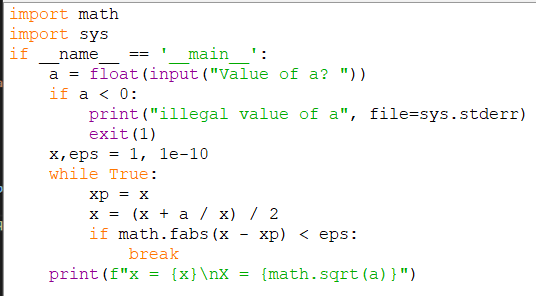 import math
import sys
if __name__ == '__main__':
    a = float(input("Value of a? "))
    if a < 0:
        print("illegal value of a", file=sys.stderr)
        exit(1)
    x,eps = 1, 1e-10
    while True:
        xp = x
        x = (x + a / x) / 2
        if math.fabs(x - xp) < eps:
            break
    print(f"x = {x}\nX = {math.sqrt(a)}")